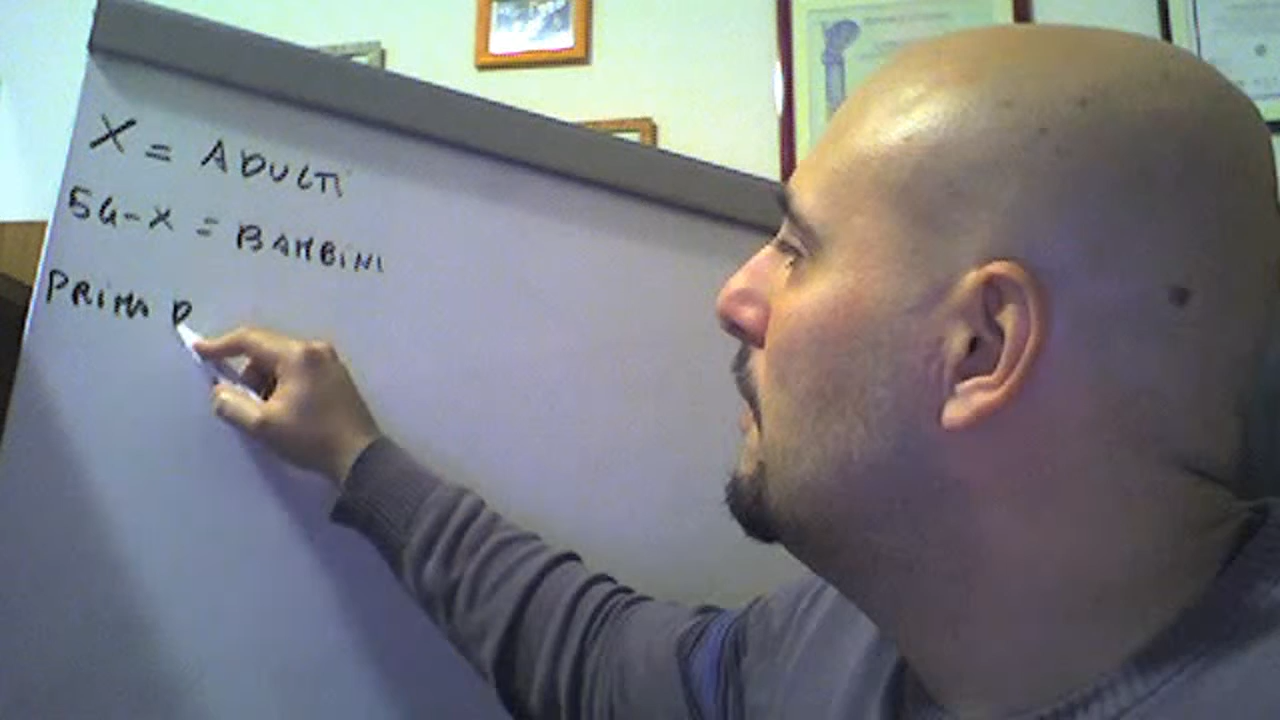 X = ADULTI
54-X = BAMBINI
PRIMA P